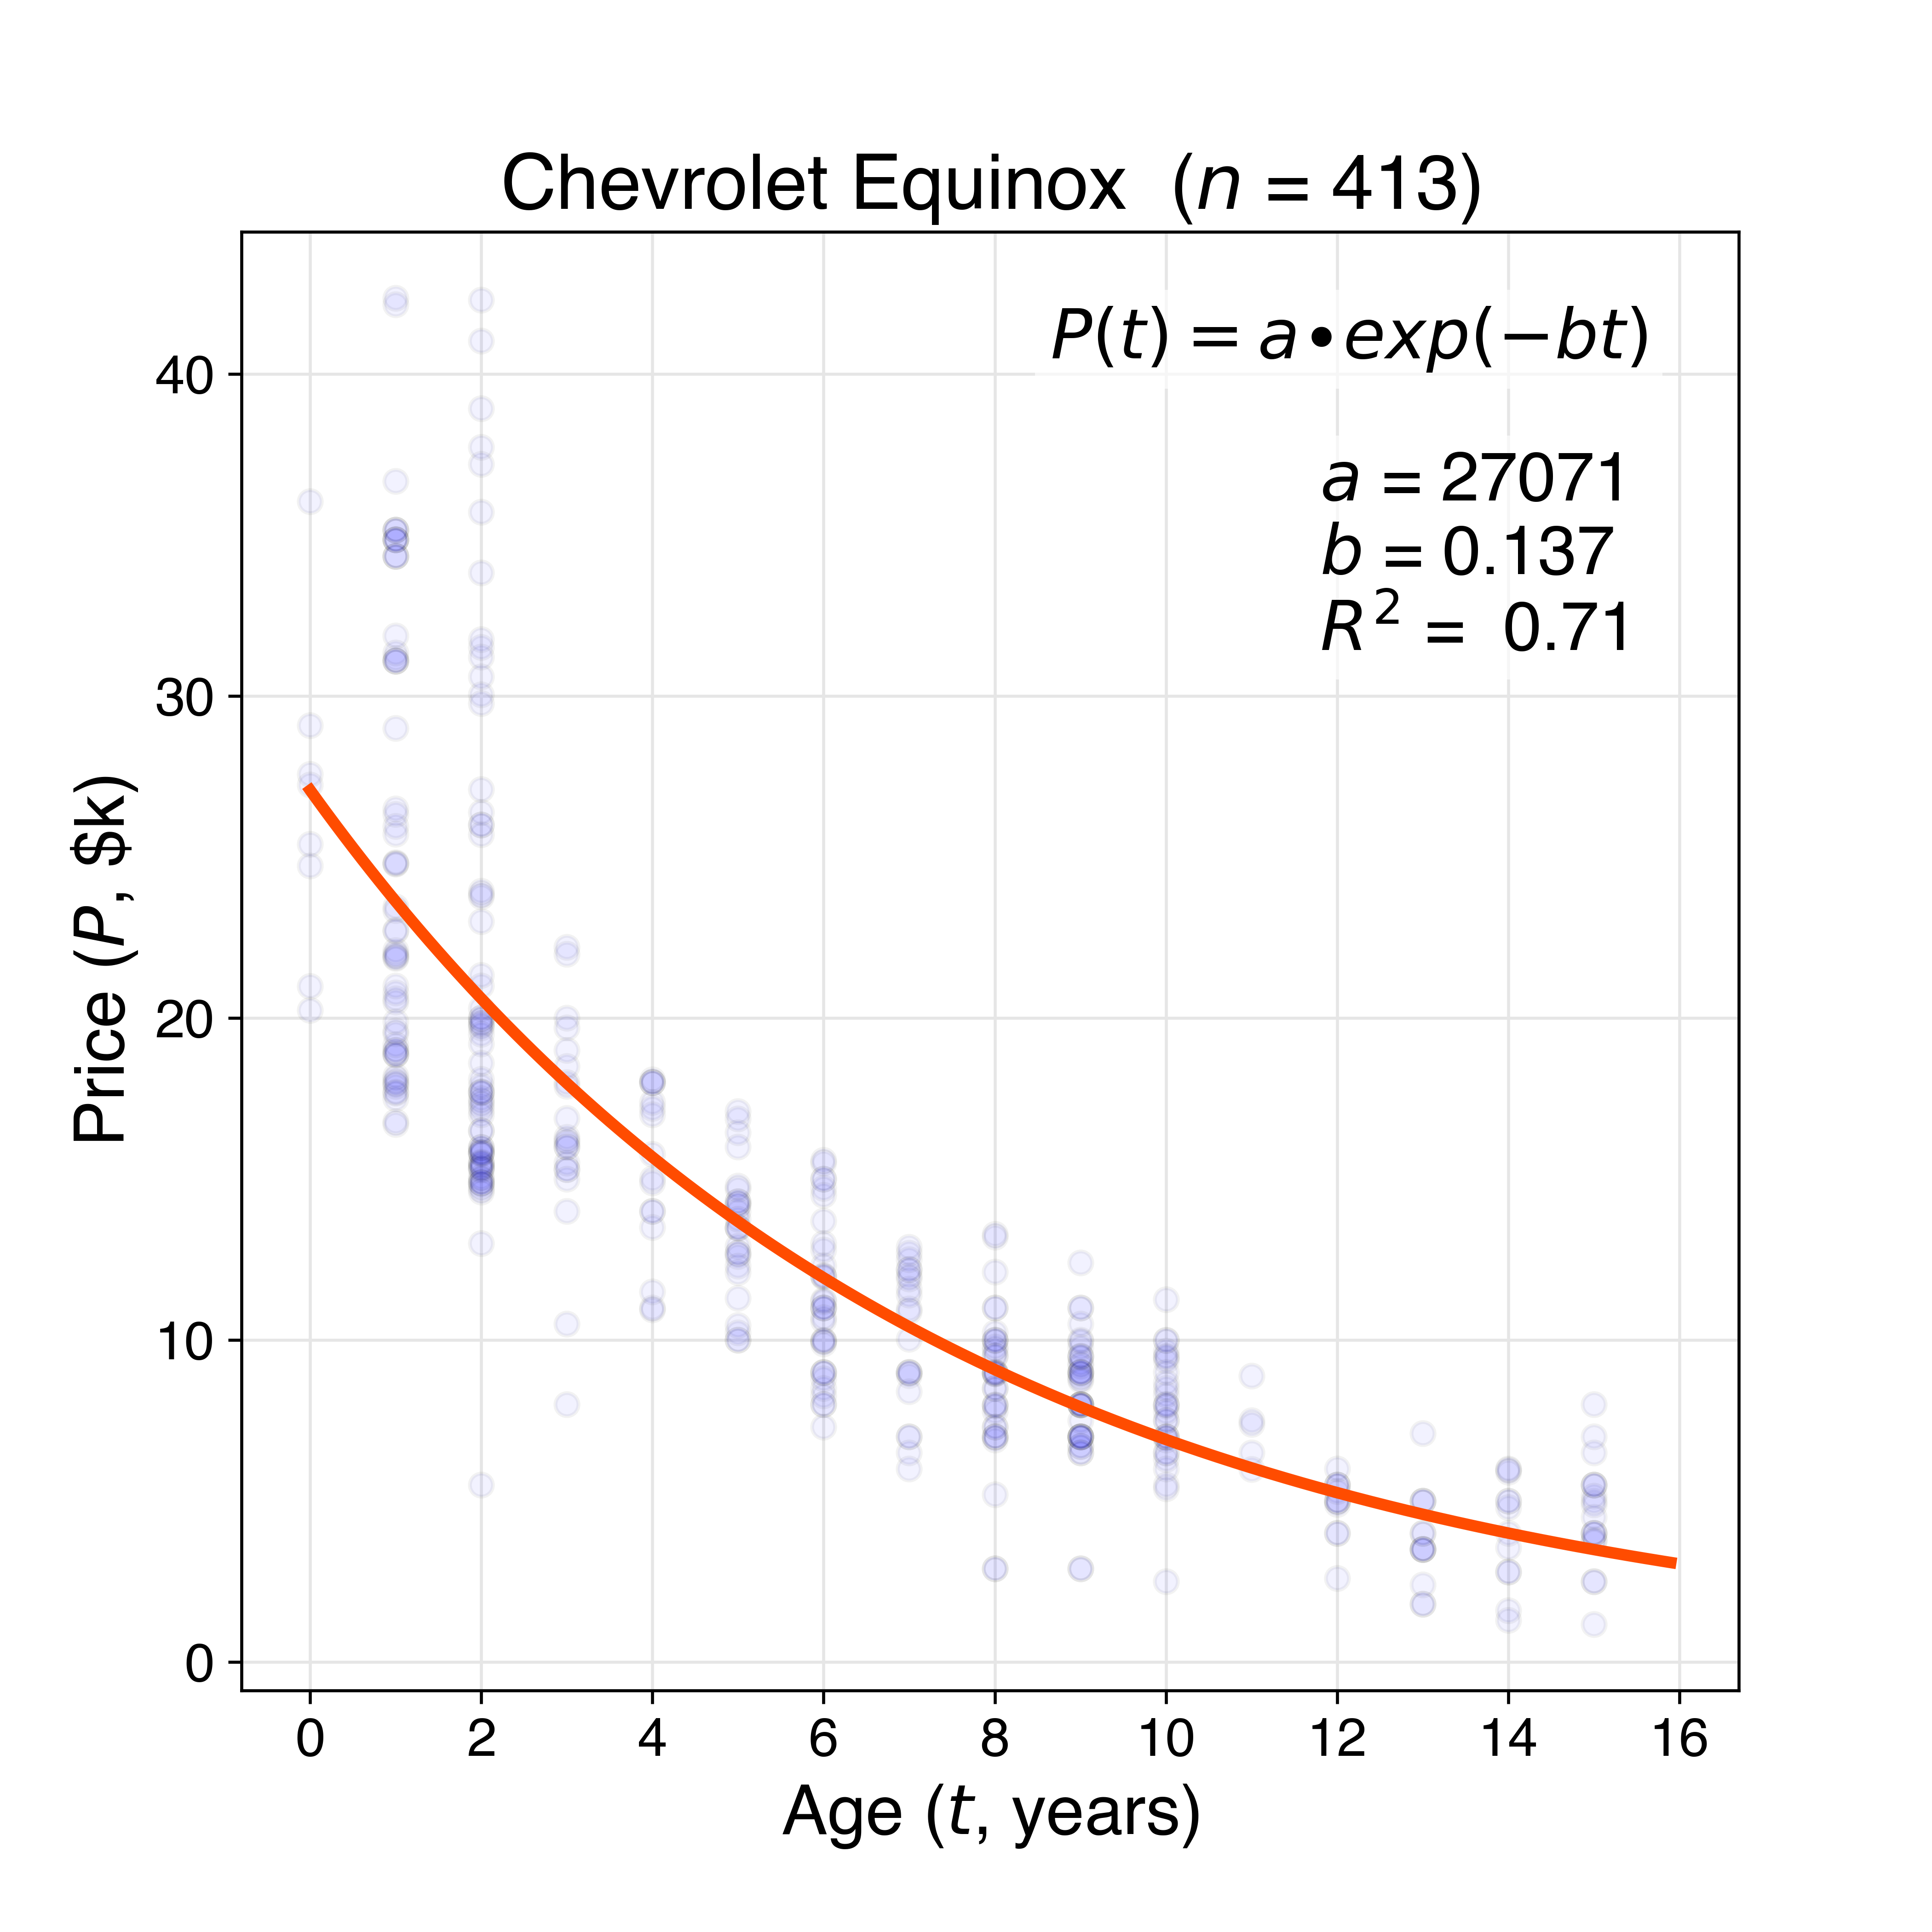 Chevrolet Equinox (n = 413)
P(t) = a•exp(−bt)
a = 27071
b = 0.137
R² = 0.71
Price (P, $k)
40
30
20
10
0
0 2 4 6 8 10 12 14 16
Age (t, years)